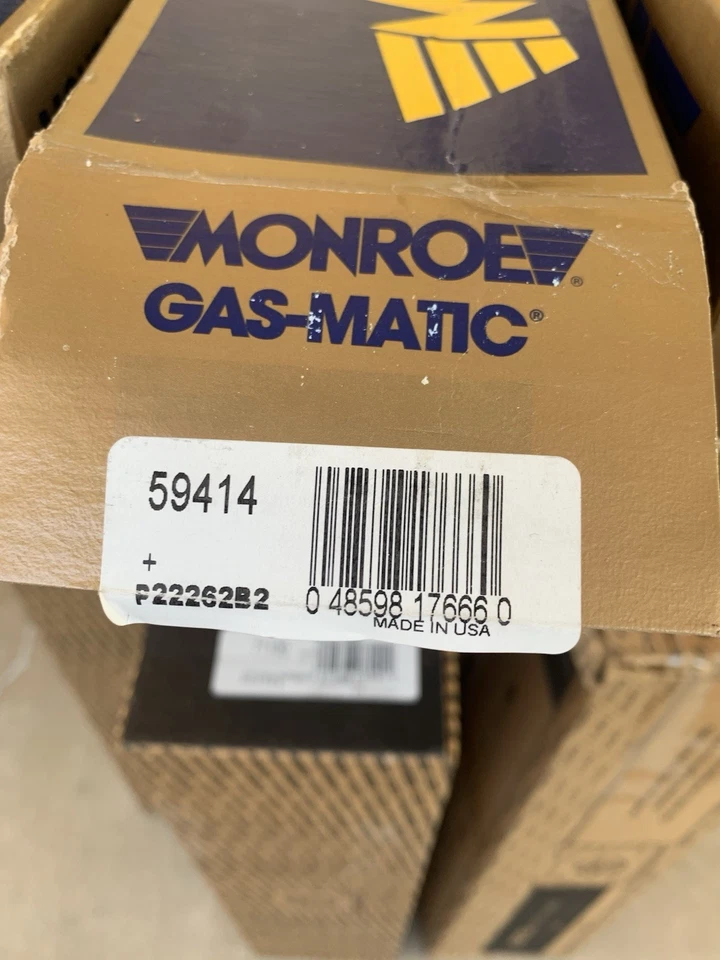 MONROE®
GAS-MATIC®
59414
+
P22262B2
0 48598 17666 0
MADE IN USA